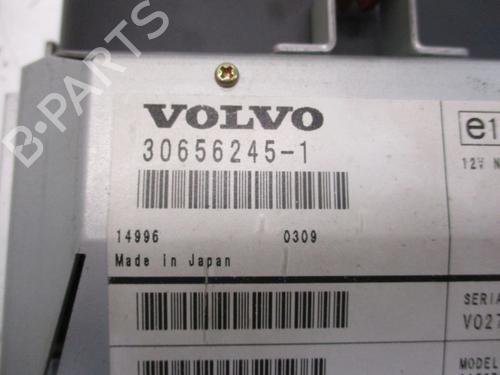 B-PARTS
VOLVO
30656245-1
e1
12V N
14996 0309
Made in Japan
SERIA
VO27
MODEL